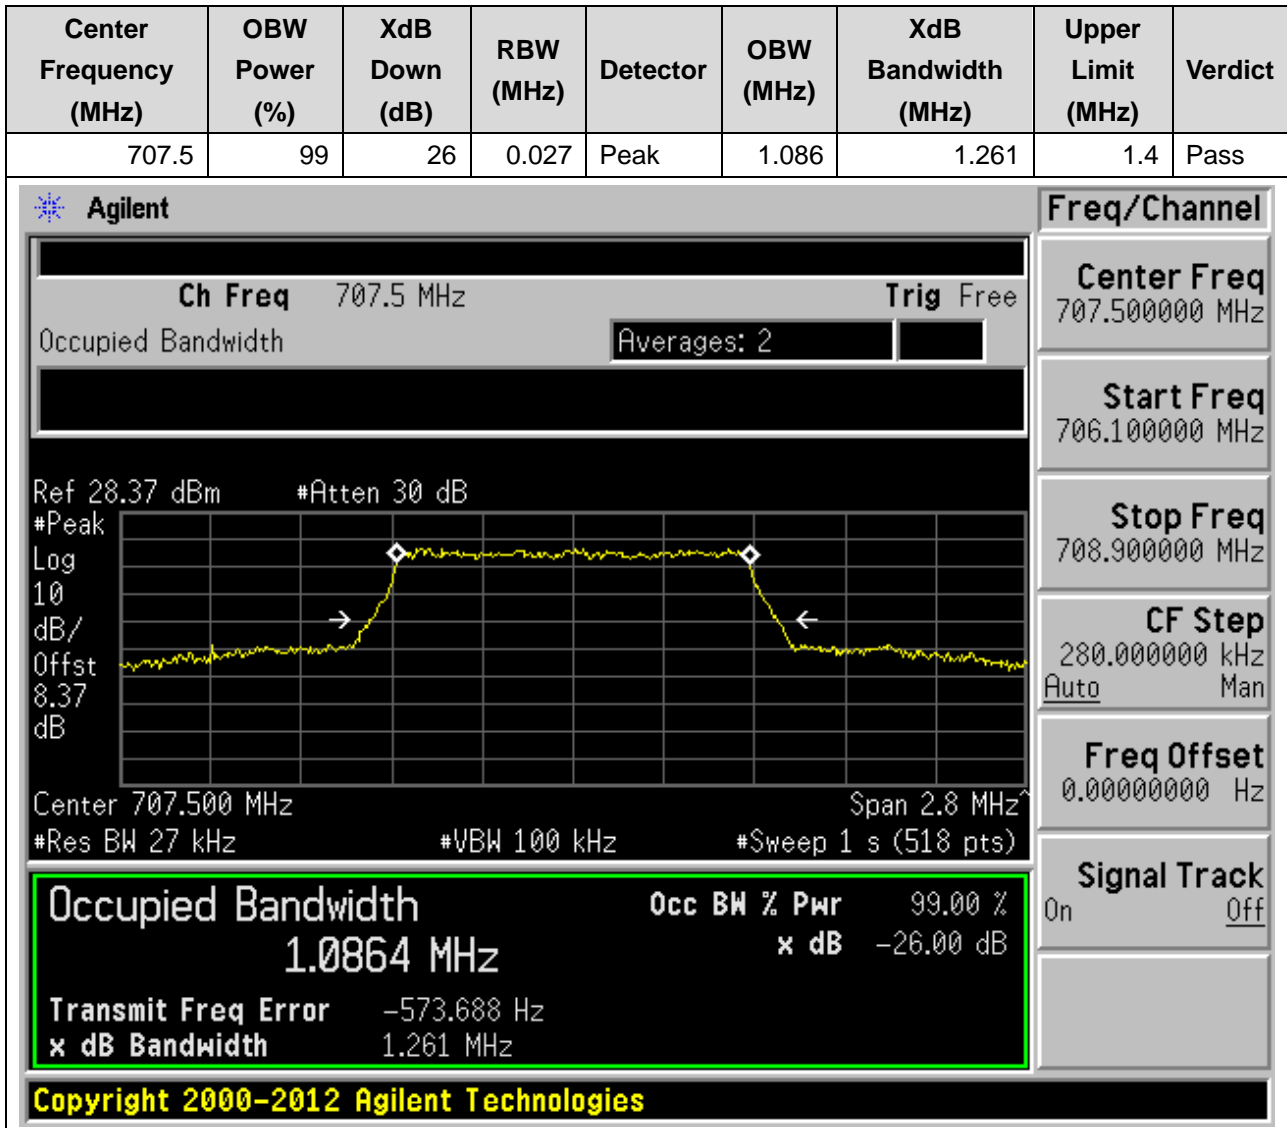 Center Frequency (MHz) OBW Power (%) XdB Down (dB) RBW (MHz) Detector OBW (MHz) XdB Bandwidth (MHz) Upper Limit (MHz) Verdict
707.5 99 26 0.027 Peak 1.086 1.261 1.4 Pass
Agilent
Ch Freq 707.5 MHz Trig Free
Occupied Bandwidth Averages: 2
Ref 28.37 dBm #Atten 30 dB
#Peak
Log
10
dB/
Offst
8.37
dB
Center 707.500 MHz Span 2.8 MHz^
#Res BW 27 kHz #VBW 100 kHz #Sweep 1 s (518 pts)
Occupied Bandwidth Occ BW % Pwr 99.00 %
1.0864 MHz x dB -26.00 dB
Transmit Freq Error -573.688 Hz
x dB Bandwidth 1.261 MHz
Copyright 2000-2012 Agilent Technologies
Freq/Channel
Center Freq
707.500000 MHz
Start Freq
706.100000 MHz
Stop Freq
708.900000 MHz
CF Step
280.000000 kHz
Auto Man
Freq Offset
0.00000000 Hz
Signal Track
On Off